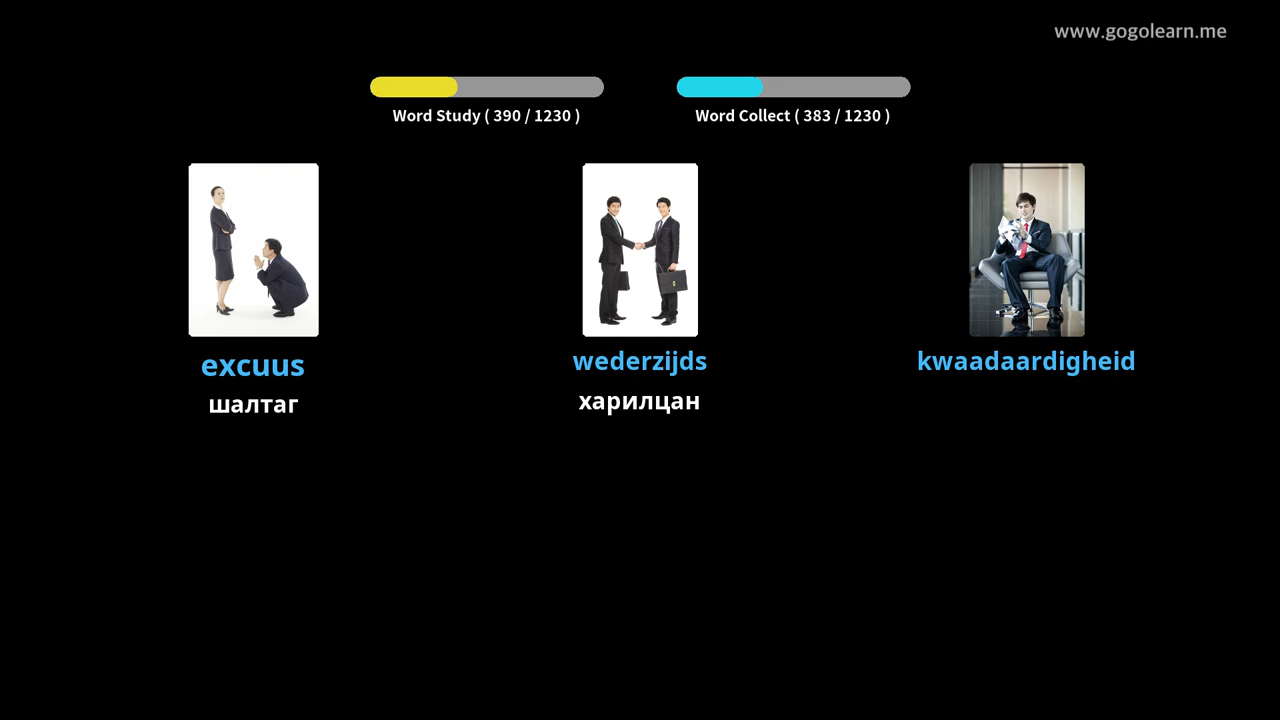 www.gogolearn.me
Word Study ( 390 / 1230 )
Word Collect ( 383 / 1230 )
excuus
шалтаг
wederzijds
харилцан
kwaadaardigheid